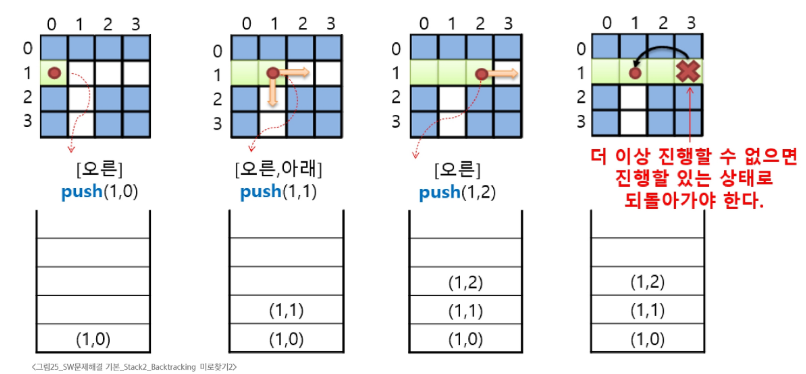 0 1 2 3
0
1
2
3
[오른]
push(1,0)
(1,0)
0 1 2 3
0
1
2
3
[오른,아래]
push(1,1)
(1,1)
(1,0)
0 1 2 3
0
1
2
3
[오른]
push(1,2)
(1,2)
(1,1)
(1,0)
0 1 2 3
0
1
2
3
더 이상 진행할 수 없으면
진행할 있는 상태로
되돌아가야 한다.
(1,2)
(1,1)
(1,0)
<그림25_SW문제해결 기본_Stack2_Backtracking 미로찾기2>